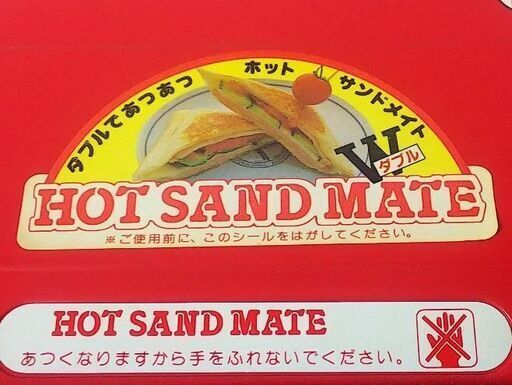 ダブルであつあつ ホット サンドメイト
W
ダブル
HOT SAND MATE
※ご使用前に、このシールをはがしてください。
HOT SAND MATE
あつくなりますから手をふれないでください。